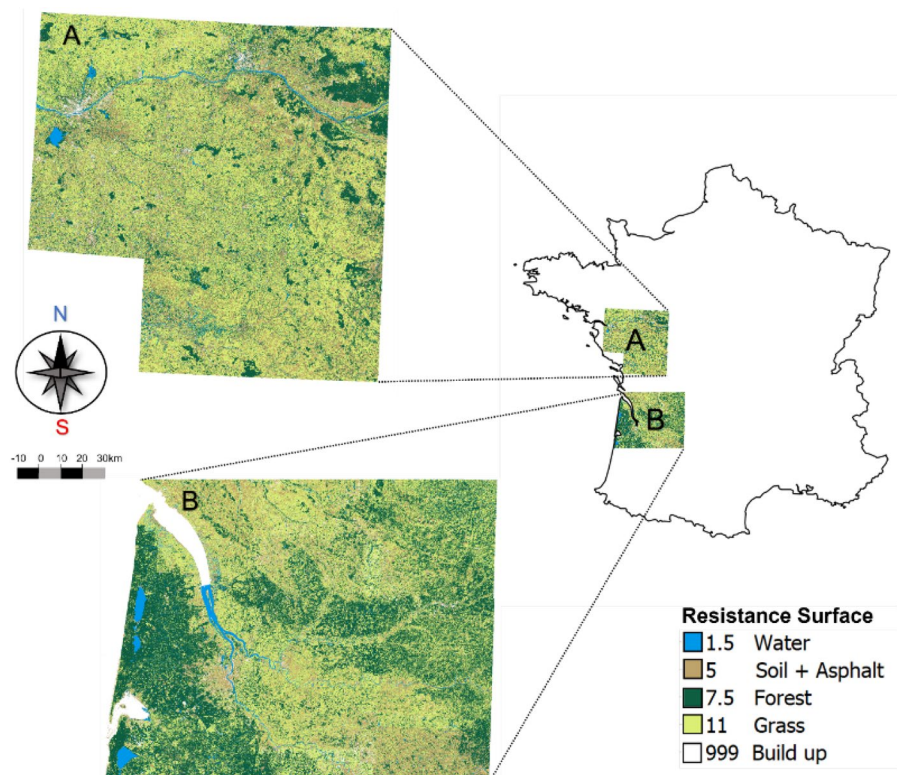 A
N
S
-10 0 10 20 30km
B
A
B
Resistance Surface
1.5 Water
5 Soil + Asphalt
7.5 Forest
11 Grass
999 Build up